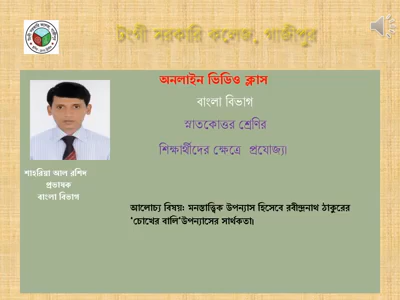 টংগী সরকারি কলেজ, গাজীপুর
অনলাইন ভিডিও ক্লাস
বাংলা বিভাগ
স্নাতকোত্তর শ্রেণির
শিক্ষার্থীদের ক্ষেত্রে প্রযোজ্য।
শাহরিয়া আল রশিদ
প্রভাষক
বাংলা বিভাগ
আলোচ্য বিষয়: মনস্তাত্ত্বিক উপন্যাস হিসেবে রবীন্দ্রনাথ ঠাকুরের
'চোখের বালি'উপন্যাসের সার্থকতা।